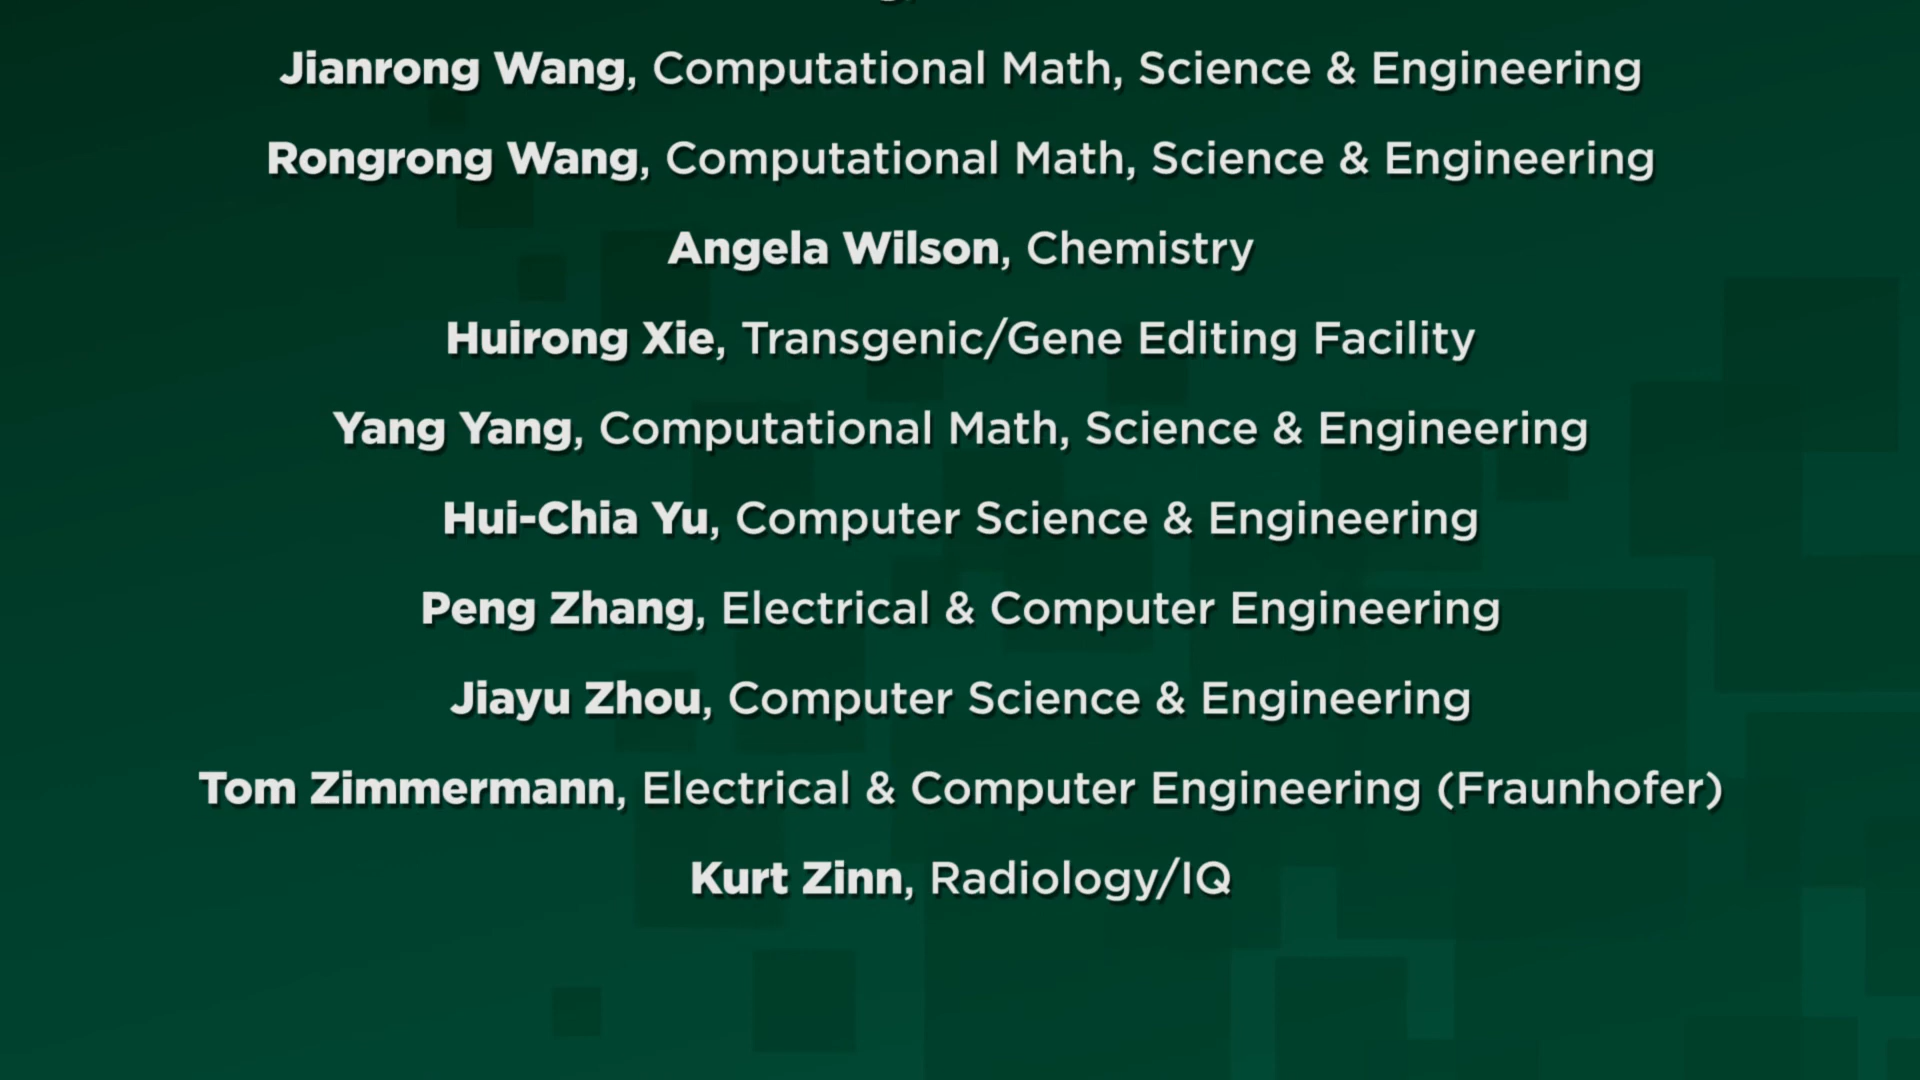 Jianrong Wang, Computational Math, Science & Engineering
Rongrong Wang, Computational Math, Science & Engineering
Angela Wilson, Chemistry
Huirong Xie, Transgenic/Gene Editing Facility
Yang Yang, Computational Math, Science & Engineering
Hui-Chia Yu, Computer Science & Engineering
Peng Zhang, Electrical & Computer Engineering
Jiayu Zhou, Computer Science & Engineering
Tom Zimmermann, Electrical & Computer Engineering (Fraunhofer)
Kurt Zinn, Radiology/IQ